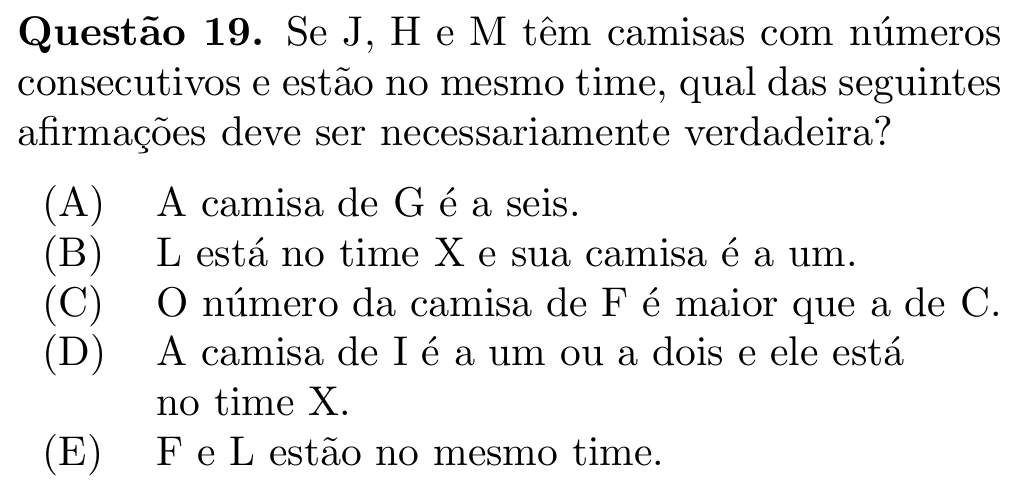 Questão 19. Se J, H e M têm camisas com números
consecutivos e estão no mesmo time, qual das seguintes
afirmações deve ser necessariamente verdadeira?
(A) A camisa de G é a seis.
(B) L está no time X e sua camisa é a um.
(C) O número da camisa de F é maior que a de C.
(D) A camisa de I é a um ou a dois e ele está
no time X.
(E) F e L estão no mesmo time.